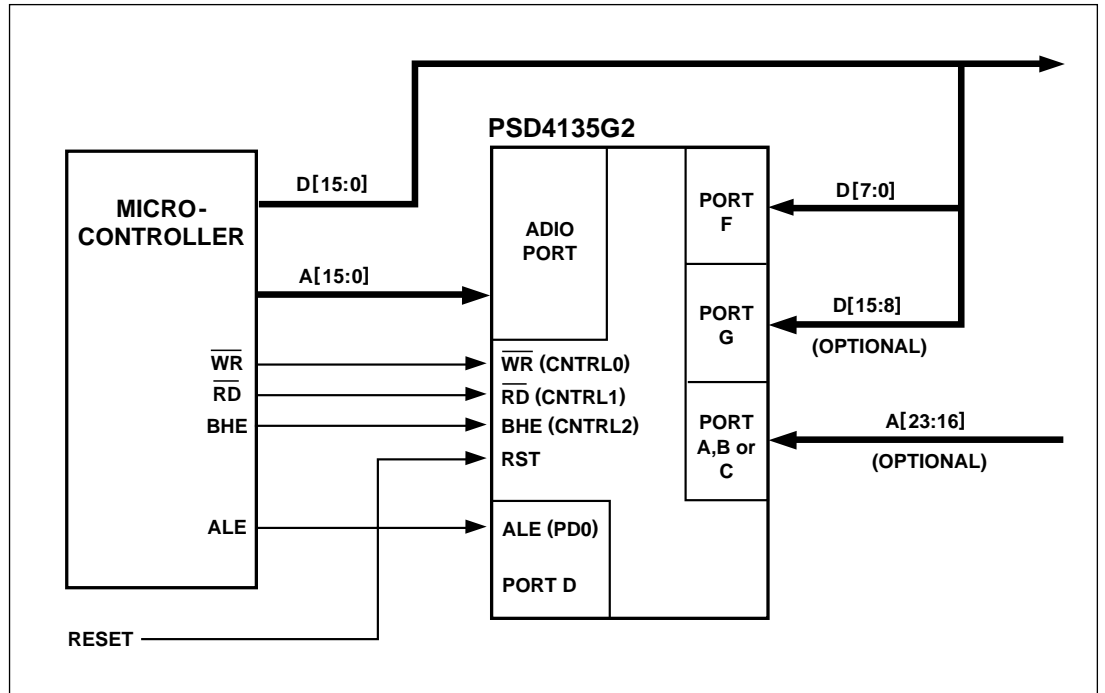 PSD4135G2
MICRO-
CONTROLLER
D[15:0]
A[15:0]
WR
RD
BHE
ALE
RESET
ADIO
PORT
WR (CNTRL0)
RD (CNTRL1)
BHE (CNTRL2)
RST
ALE (PD0)
PORT D
PORT
F
PORT
G
PORT
A,B or
C
D[7:0]
D[15:8]
(OPTIONAL)
A[23:16]
(OPTIONAL)